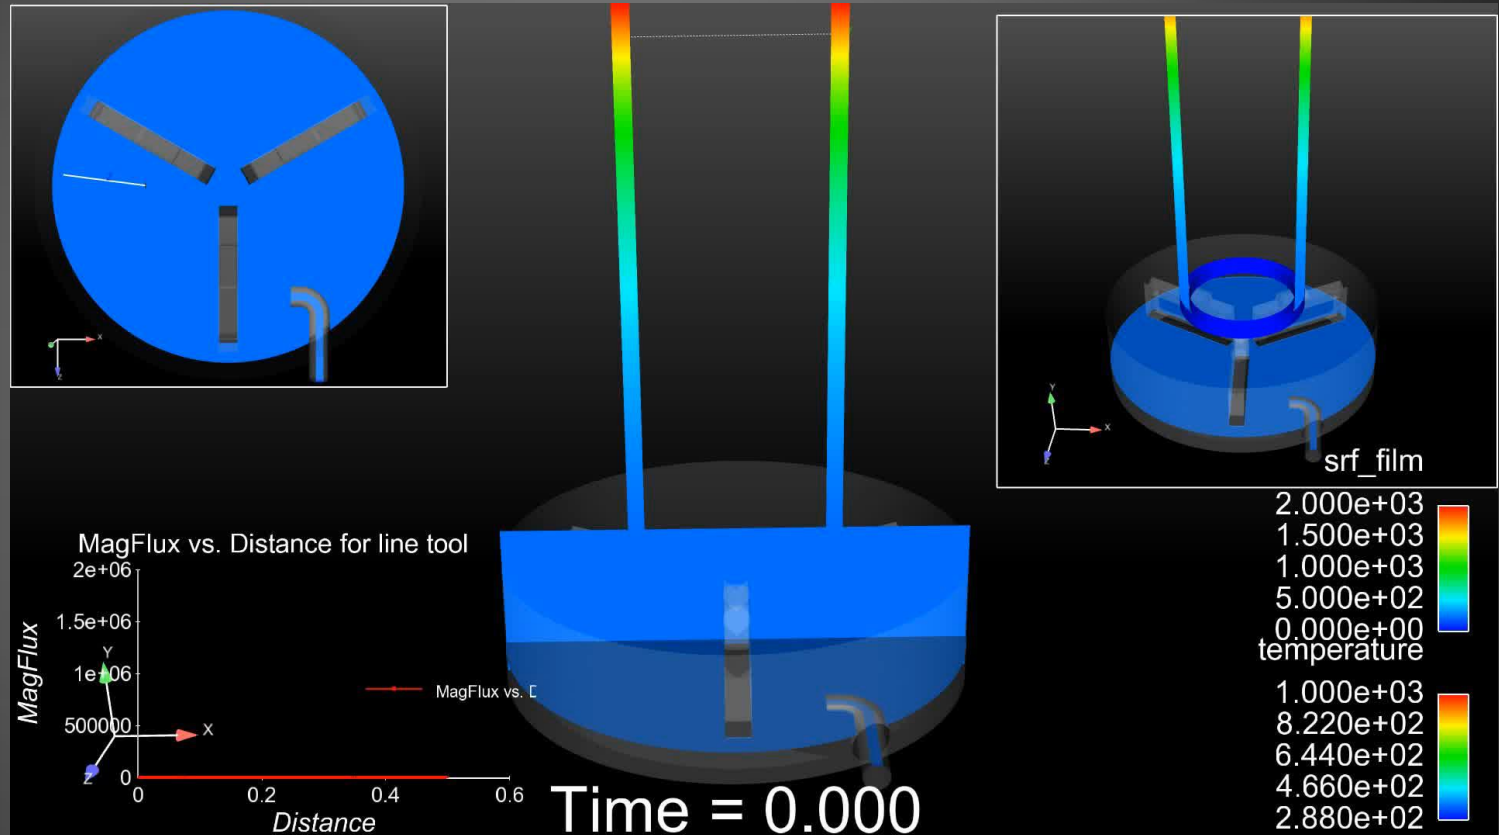 x
z
Y
X
Z
srf_film
2.000e+03
1.500e+03
1.000e+03
5.000e+02
0.000e+00
temperature
1.000e+03
8.220e+02
6.440e+02
4.660e+02
2.880e+02
MagFlux vs. Distance for line tool
MagFlux
2e+06
1.5e+06
1e+06
500000
0
Y
X
Z
MagFlux vs. D
0 0.2 0.4 0.6
Distance
Time = 0.000